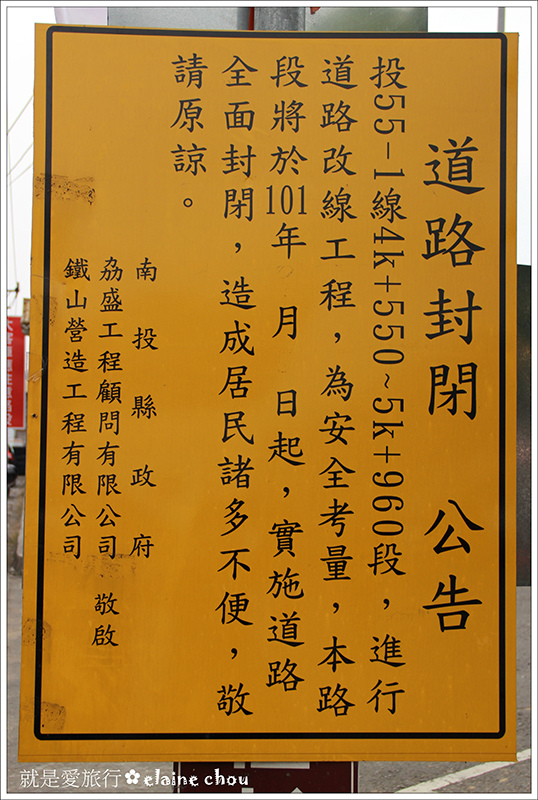 道路封閉 公告
投55-1線4k+550~5k+960段，進行
道路改線工程，為安全考量，本路
段將於101年 月 日起，實施道路
全面封閉，造成居民諸多不便，敬
請原諒。
南投縣政府
劦盛工程顧問有限公司 敬啟
鐵山營造工程有限公司
就是愛旅行✿elaine chou